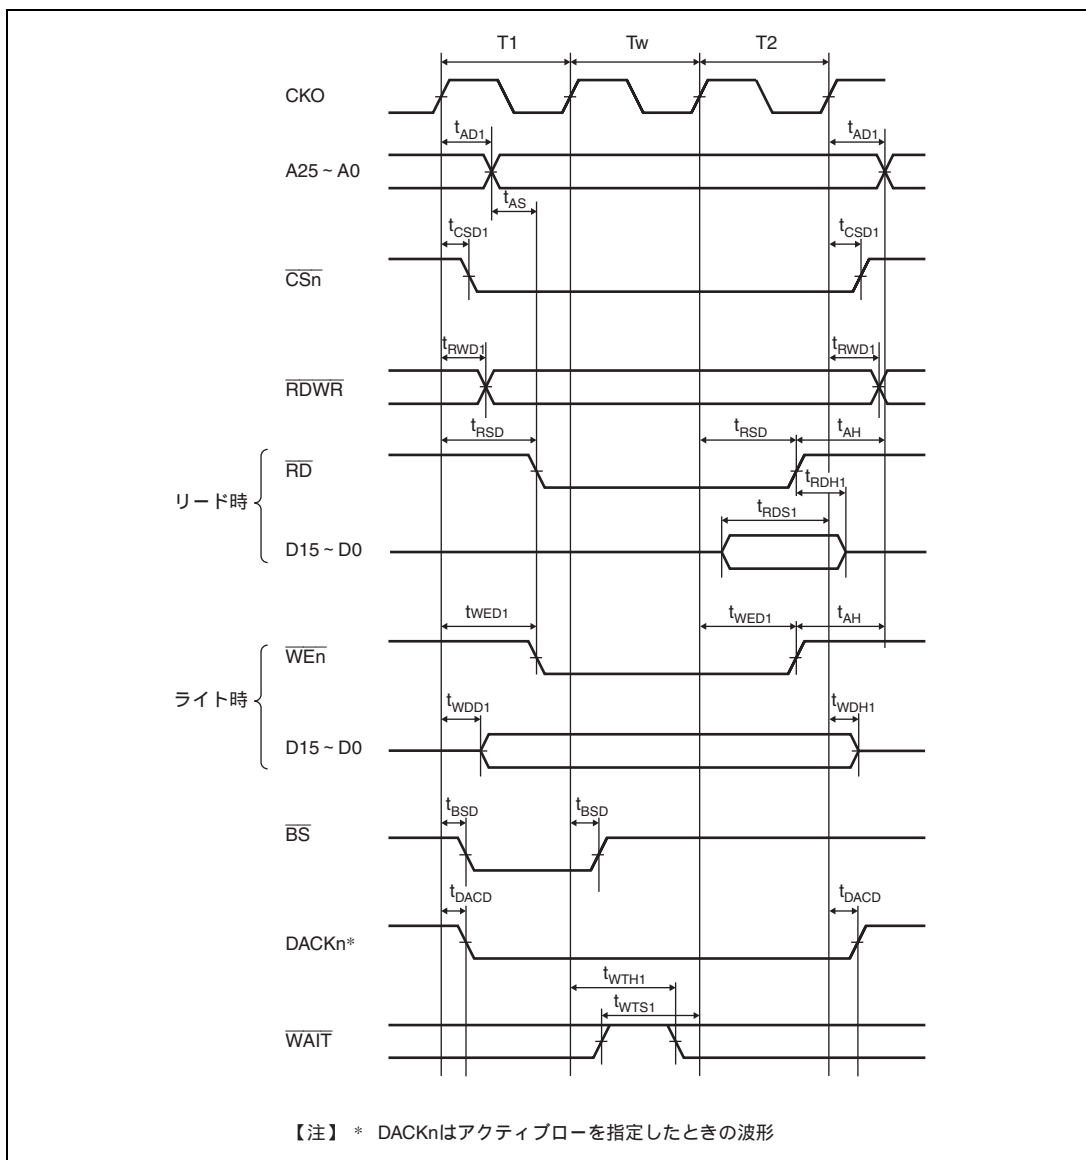 T1 Tw T2
CKO
tAD1 tAD1
A25 ~ A0
tAS
tCSD1 tCSD1
CSn
tRWD1 tRWD1
RDWR
tRSD tRSD tAH
RD
tRDH1
リード時
tRDS1
D15 ~ D0
tWED1 tWED1 tAH
WEn
ライト時
tWDD1 tWDH1
D15 ~ D0
tBSD tBSD
BS
tDACD tDACD
DACKn*
tWTH1
tWTS1
WAIT
【注】 * DACKnはアクティブローを指定したときの波形